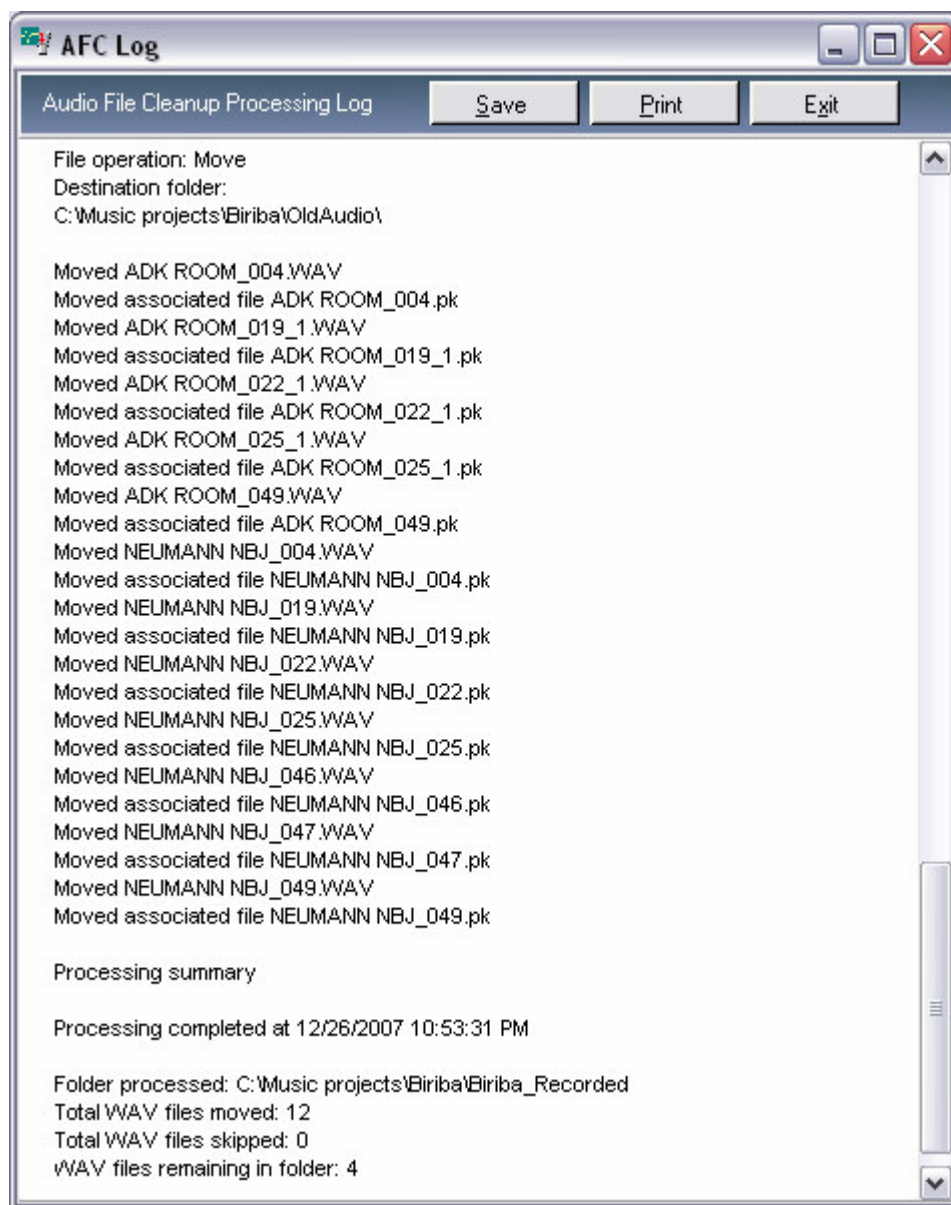 AFC Log
Audio File Cleanup Processing Log Save Print Exit
File operation: Move
Destination folder:
C:\Music projects\Biriba\OldAudio\
Moved ADK ROOM_004.WAV
Moved associated file ADK ROOM_004.pk
Moved ADK ROOM_019_1.WAV
Moved associated file ADK ROOM_019_1.pk
Moved ADK ROOM_022_1.WAV
Moved associated file ADK ROOM_022_1.pk
Moved ADK ROOM_025_1.WAV
Moved associated file ADK ROOM_025_1.pk
Moved ADK ROOM_049.WAV
Moved associated file ADK ROOM_049.pk
Moved NEUMANN NBJ_004.WAV
Moved associated file NEUMANN NBJ_004.pk
Moved NEUMANN NBJ_019.WAV
Moved associated file NEUMANN NBJ_019.pk
Moved NEUMANN NBJ_022.WAV
Moved associated file NEUMANN NBJ_022.pk
Moved NEUMANN NBJ_025.WAV
Moved associated file NEUMANN NBJ_025.pk
Moved NEUMANN NBJ_046.WAV
Moved associated file NEUMANN NBJ_046.pk
Moved NEUMANN NBJ_047.WAV
Moved associated file NEUMANN NBJ_047.pk
Moved NEUMANN NBJ_049.WAV
Moved associated file NEUMANN NBJ_049.pk
Processing summary
Processing completed at 12/26/2007 10:53:31 PM
Folder processed: C:\Music projects\Biriba\Biriba_Recorded
Total WAV files moved: 12
Total WAV files skipped: 0
WAV files remaining in folder: 4